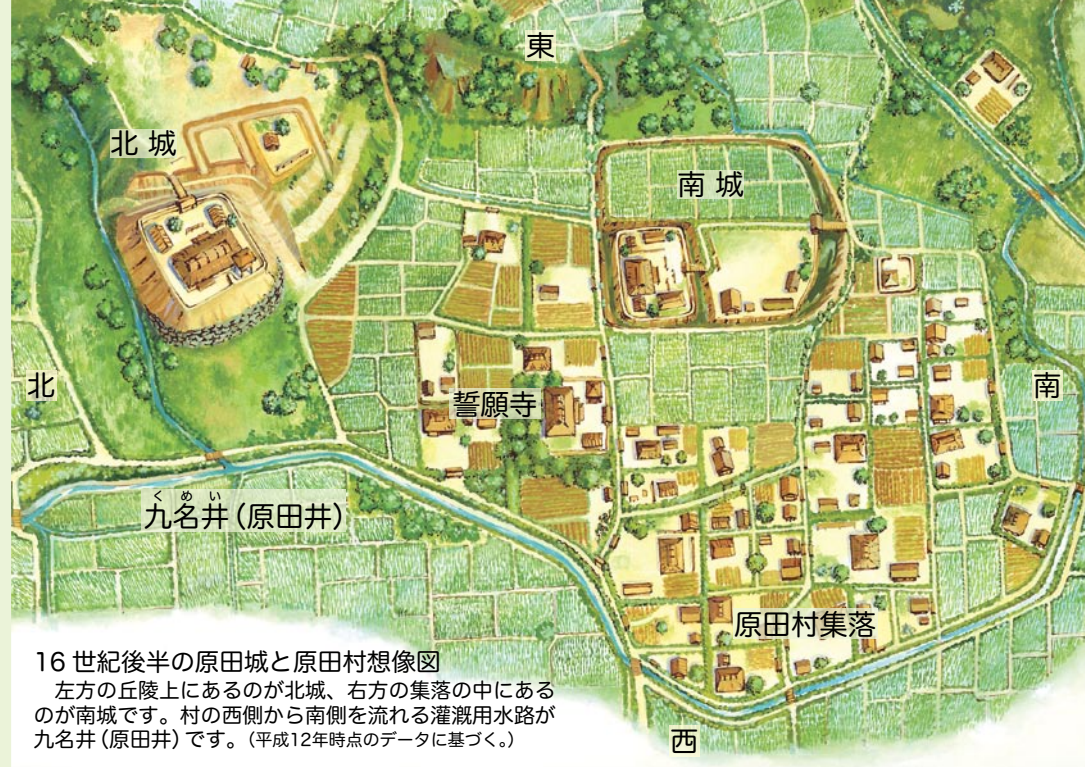 東
北 城
南 城
北
誓願寺
南
くめい
九名井(原田井)
原田村集落
16 世紀後半の原田城と原田村想像図
左方の丘陵上にあるのが北城、右方の集落の中にある
のが南城です。村の西側から南側を流れる灌漑用水路が
九名井(原田井)です。(平成12年時点のデータに基づく。)
西